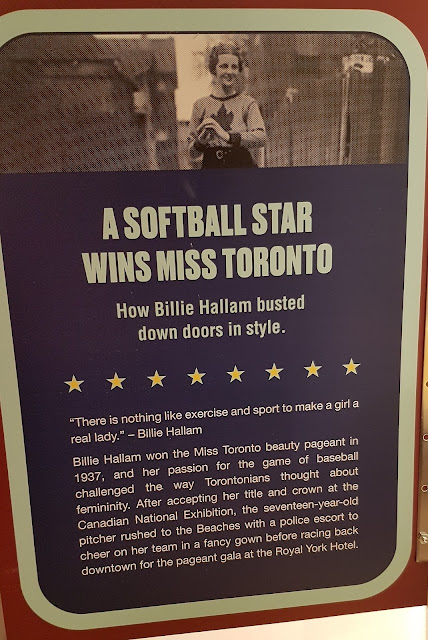 A SOFTBALL STAR
WINS MISS TORONTO
How Billie Hallam busted
down doors in style.
“There is nothing like exercise and sport to make a girl a
real lady.” – Billie Hallam
Billie Hallam won the Miss Toronto beauty pageant in
1937, and her passion for the game of baseball
challenged the way Torontonians thought about
femininity. After accepting her title and crown at the
Canadian National Exhibition, the seventeen-year-old
pitcher rushed to the Beaches with a police escort to
cheer on her team in a fancy gown before racing back
downtown for the pageant gala at the Royal York Hotel.